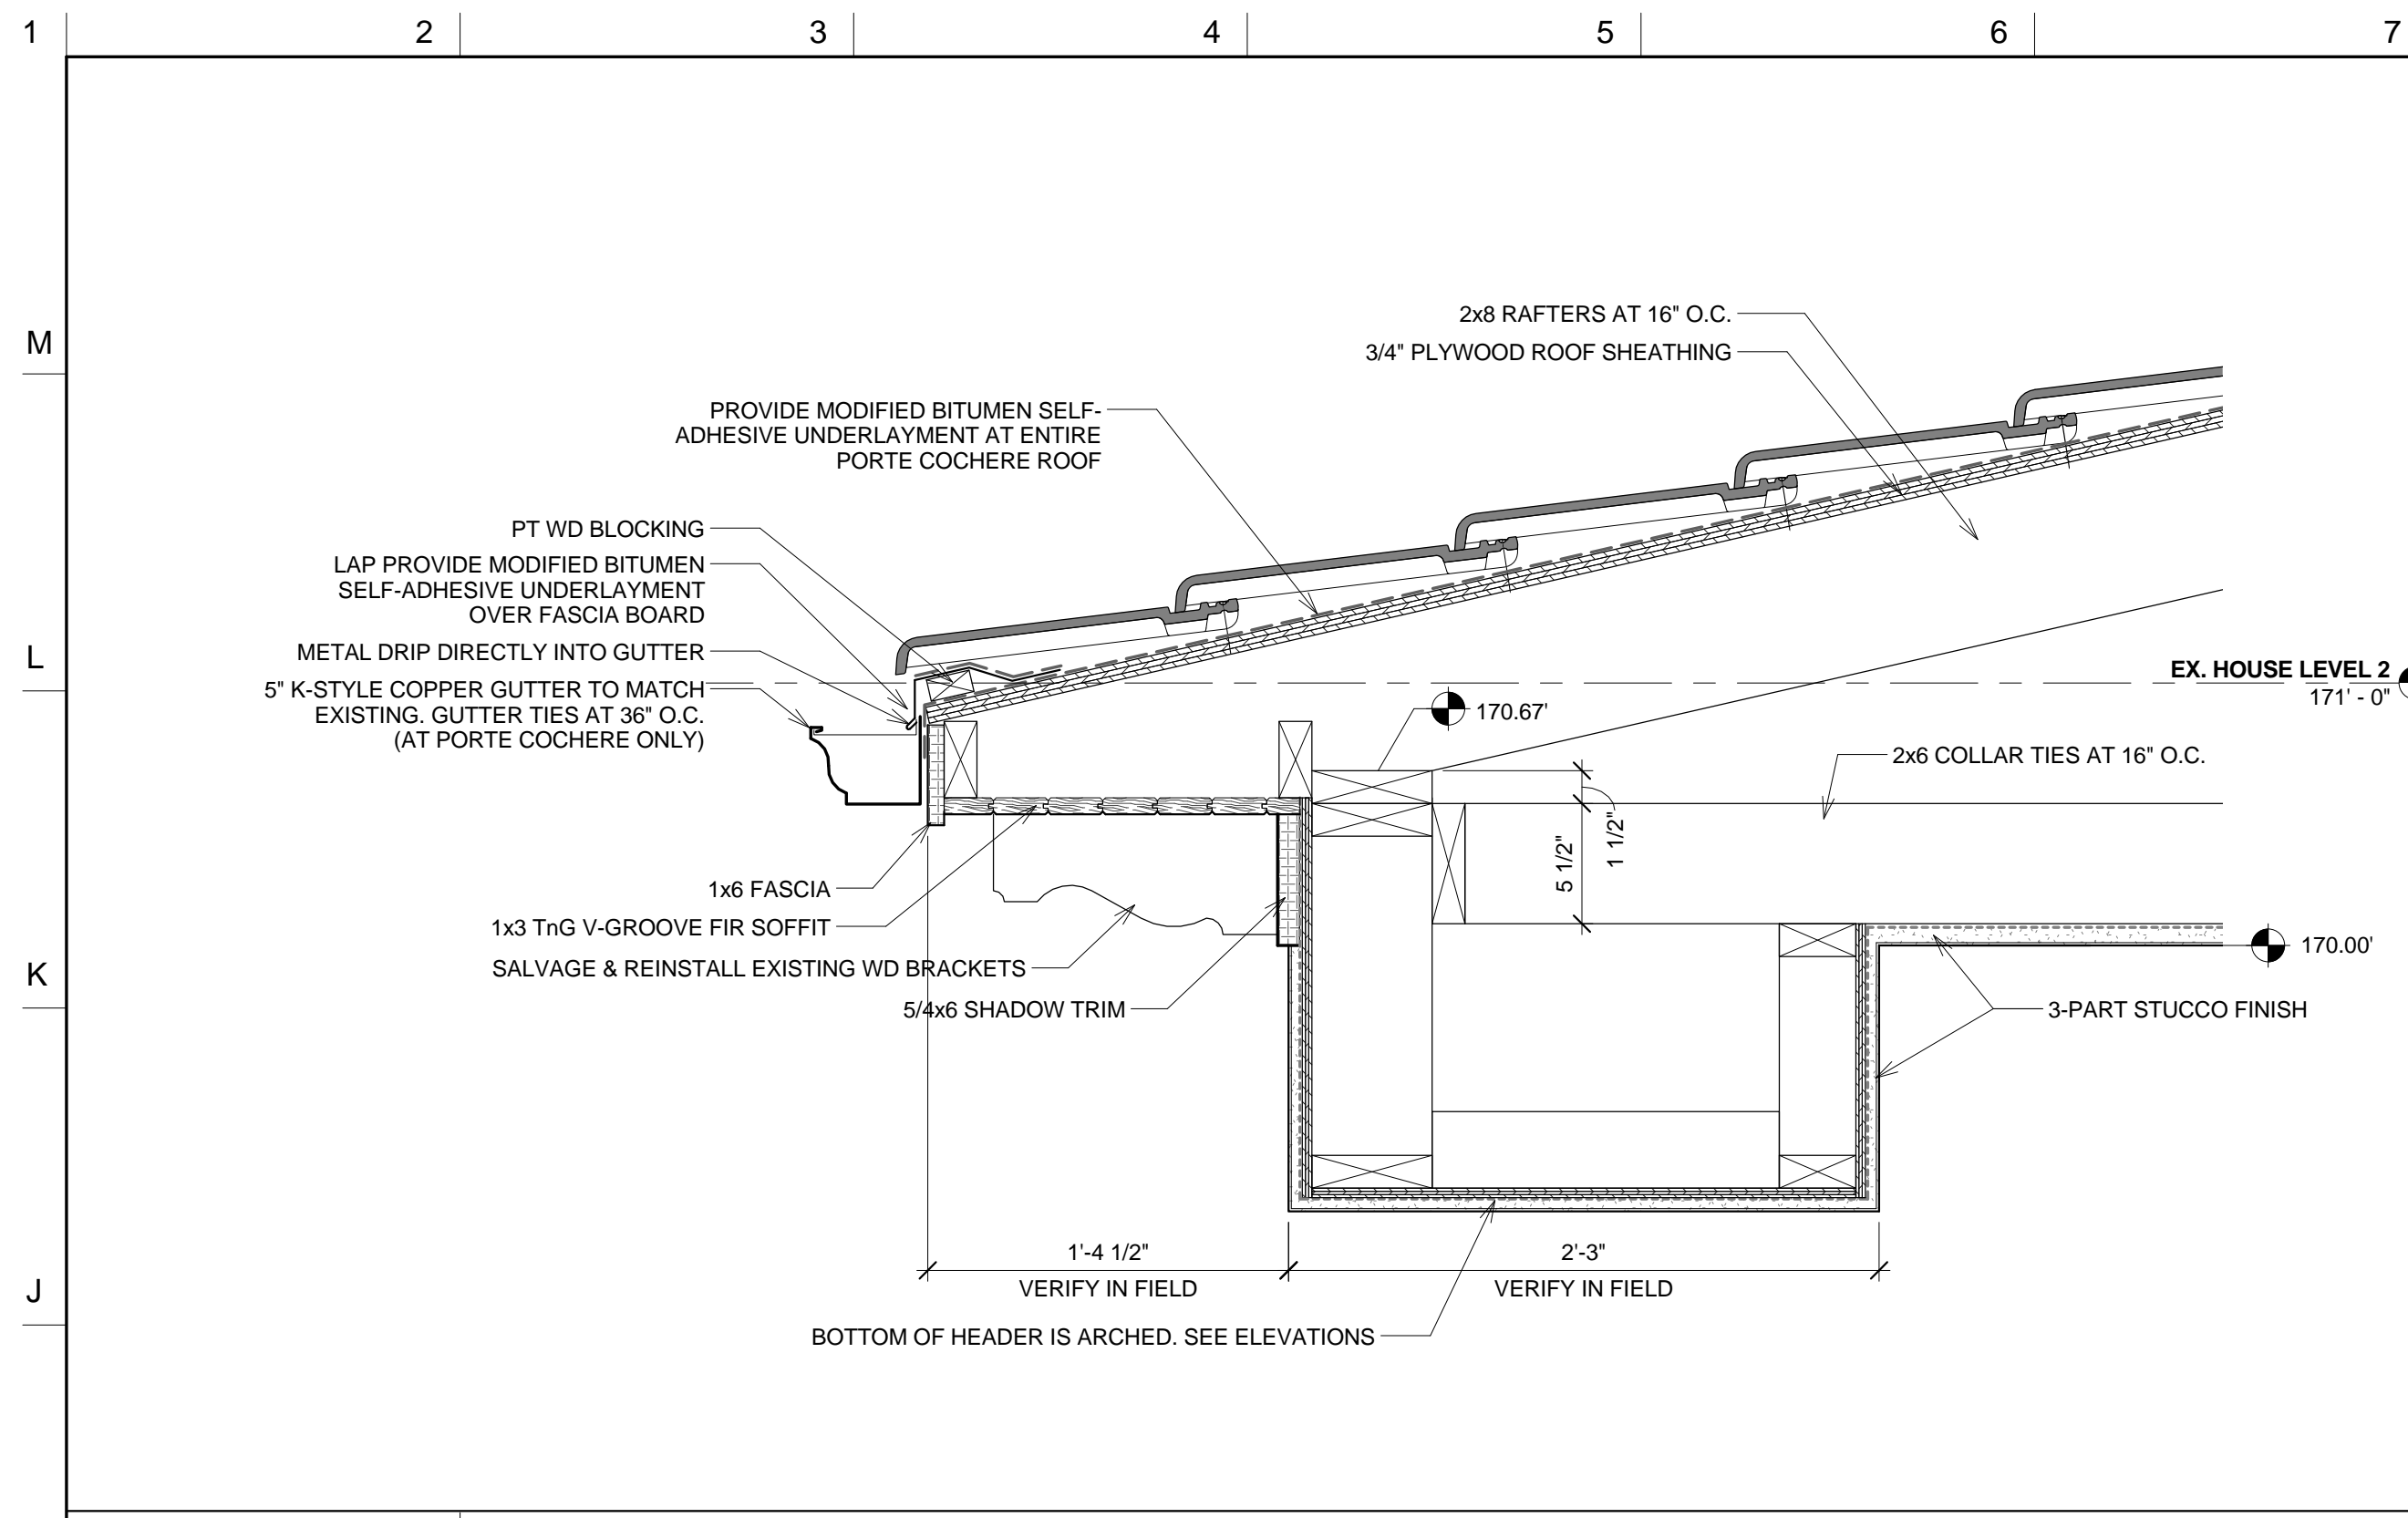 1 2 3 4 5 6 7
M
2x8 RAFTERS AT 16" O.C.
3/4" PLYWOOD ROOF SHEATHING
PROVIDE MODIFIED BITUMEN SELF-
ADHESIVE UNDERLAYMENT AT ENTIRE
PORTE COCHERE ROOF
PT WD BLOCKING
LAP PROVIDE MODIFIED BITUMEN
SELF-ADHESIVE UNDERLAYMENT
OVER FASCIA BOARD
L
METAL DRIP DIRECTLY INTO GUTTER
5" K-STYLE COPPER GUTTER TO MATCH
EXISTING. GUTTER TIES AT 36" O.C.
(AT PORTE COCHERE ONLY)
EX. HOUSE LEVEL 2
171' - 0"
170.67'
2x6 COLLAR TIES AT 16" O.C.
1 1/2"
5 1/2"
1x6 FASCIA
1x3 TnG V-GROOVE FIR SOFFIT
SALVAGE & REINSTALL EXISTING WD BRACKETS
5/4x6 SHADOW TRIM
K
170.00'
3-PART STUCCO FINISH
1'-4 1/2"
VERIFY IN FIELD
2'-3"
VERIFY IN FIELD
J
BOTTOM OF HEADER IS ARCHED. SEE ELEVATIONS